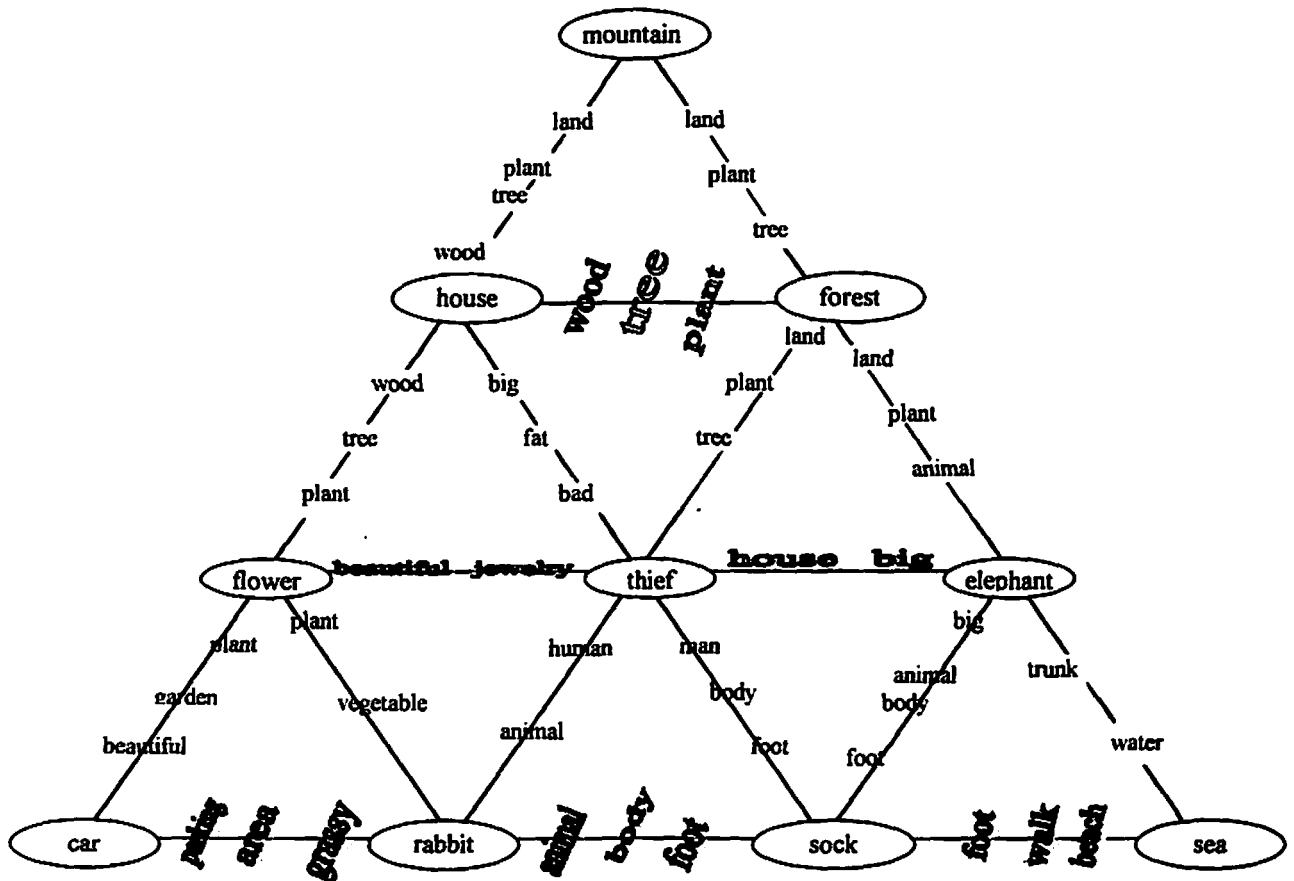 mountain
land land
plant plant
tree tree
wood wood tree plant
house forest
land land
wood big plant plant
tree fat tree animal
plant bad
beautiful jewelry house big
flower thief elephant
plant plant human man big trunk
garden vegetable body animal
body
beautiful animal foot foot water
parking area grassy animal body foot foot walk beach
car rabbit sock sea